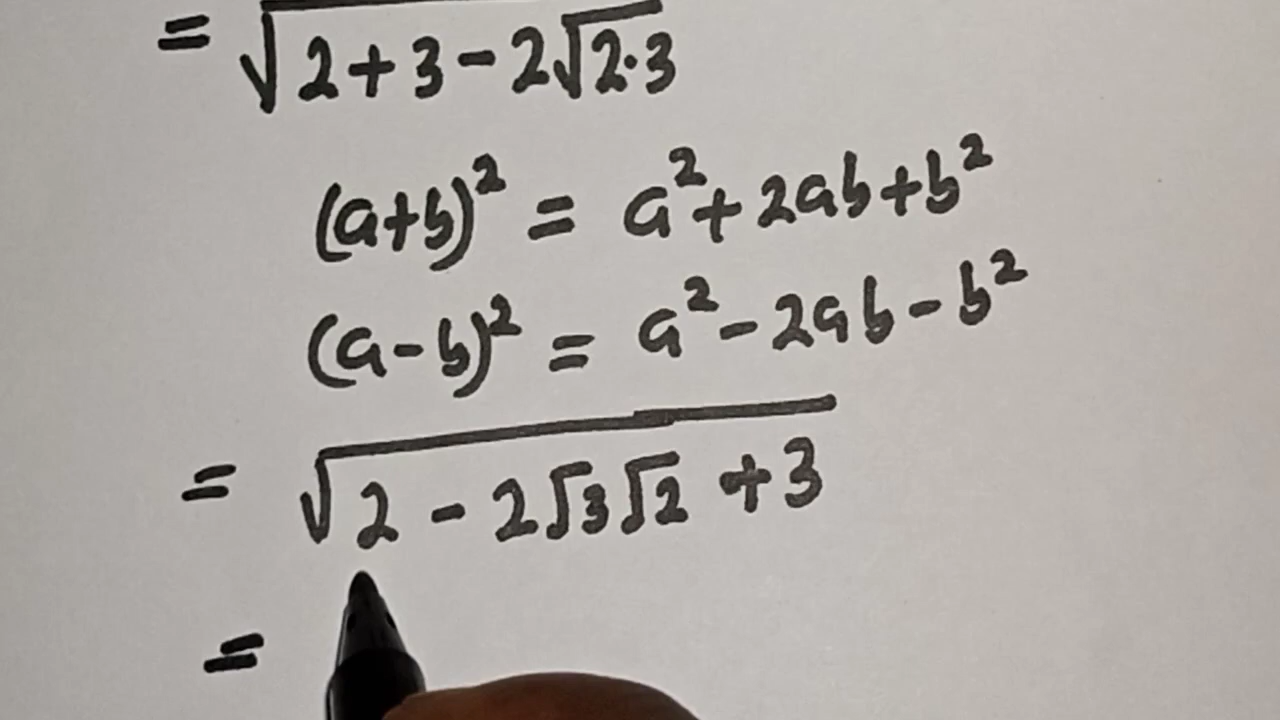 = √(2+3-2√2·3
(a+b)² = a²+2ab+b²
(a-b)² = a²-2ab-b²
= √(2-2√3√2+3)
=